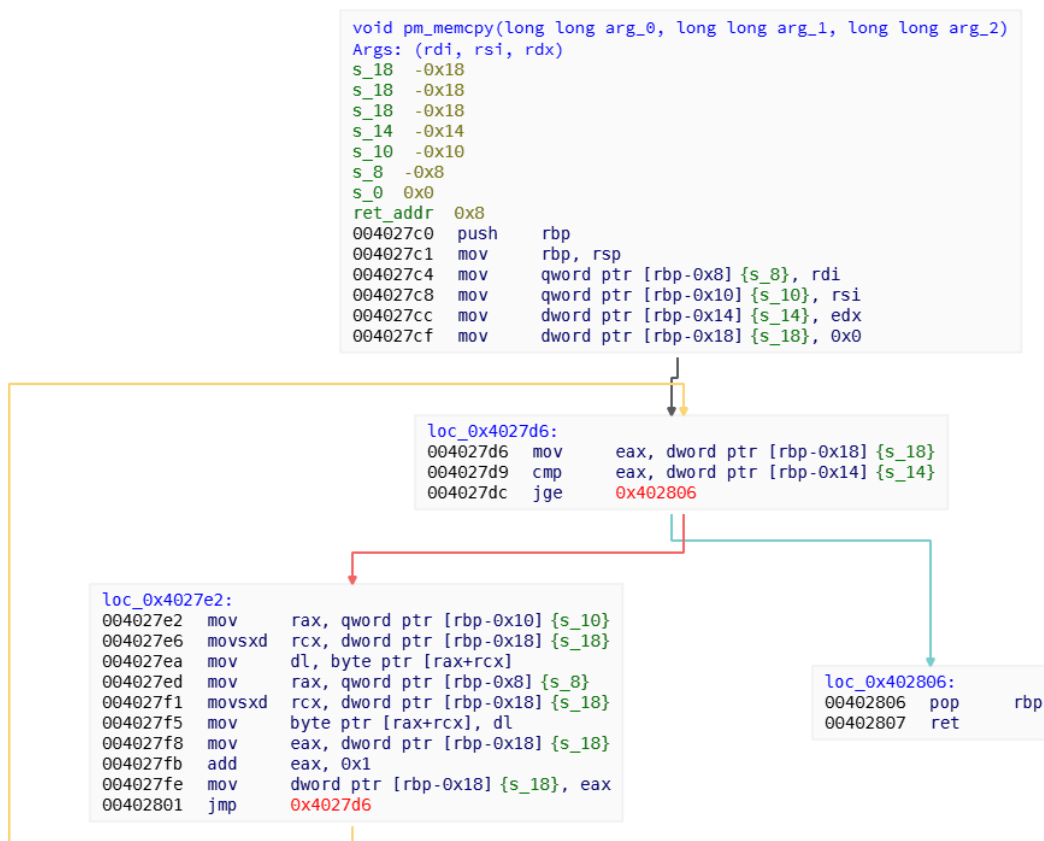 void pm_memcpy(long long arg_0, long long arg_1, long long arg_2)
Args: (rdi, rsi, rdx)
s_18 -0x18
s_18 -0x18
s_18 -0x18
s_14 -0x14
s_10 -0x10
s_8 -0x8
s_0 0x0
ret_addr 0x8
004027c0 push rbp
004027c1 mov rbp, rsp
004027c4 mov qword ptr [rbp-0x8] {s_8}, rdi
004027c8 mov qword ptr [rbp-0x10] {s_10}, rsi
004027cc mov dword ptr [rbp-0x14] {s_14}, edx
004027cf mov dword ptr [rbp-0x18] {s_18}, 0x0
loc_0x4027d6:
004027d6 mov eax, dword ptr [rbp-0x18] {s_18}
004027d9 cmp eax, dword ptr [rbp-0x14] {s_14}
004027dc jge 0x402806
loc_0x4027e2:
004027e2 mov rax, qword ptr [rbp-0x10] {s_10}
004027e6 movsxd rcx, dword ptr [rbp-0x18] {s_18}
004027ea mov dl, byte ptr [rax+rcx]
004027ed mov rax, qword ptr [rbp-0x8] {s_8}
004027f1 movsxd rcx, dword ptr [rbp-0x18] {s_18}
004027f5 mov byte ptr [rax+rcx], dl
004027f8 mov eax, dword ptr [rbp-0x18] {s_18}
004027fb add eax, 0x1
004027fe mov dword ptr [rbp-0x18] {s_18}, eax
00402801 jmp 0x4027d6
loc_0x402806:
00402806 pop rbp
00402807 ret